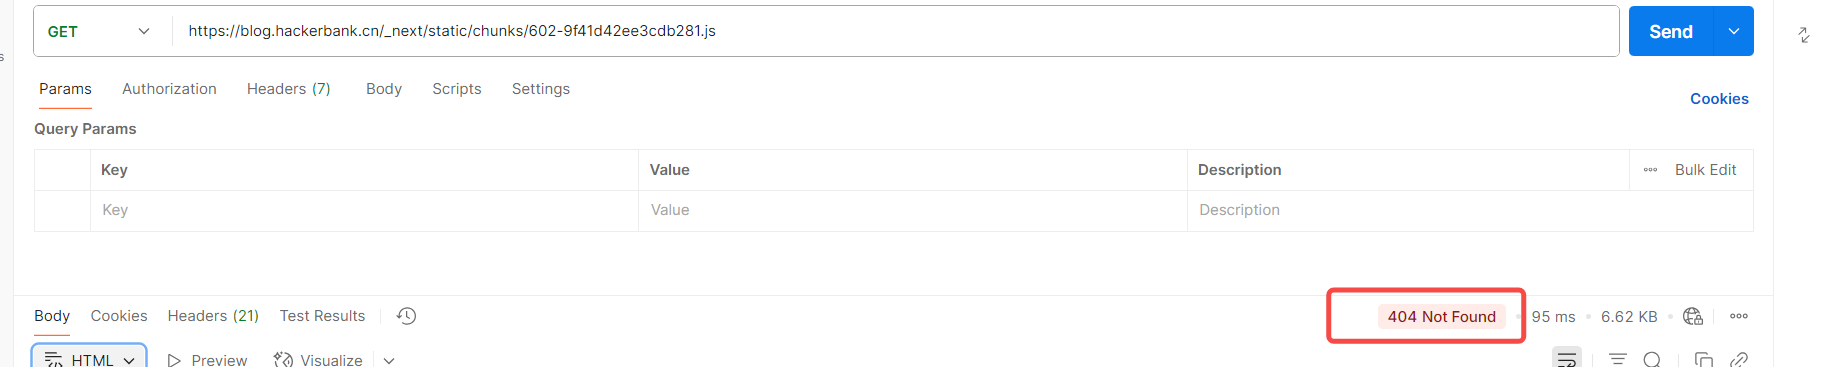 GET https://blog.hackerbank.cn/_next/static/chunks/602-9f41d42ee3cdb281.js Send
s
Params Authorization Headers (7) Body Scripts Settings
Cookies
Query Params
Key Value Description Bulk Edit
Key Value Description
Body Cookies Headers (21) Test Results 404 Not Found 95 ms 6.62 KB
HTML Preview Visualize